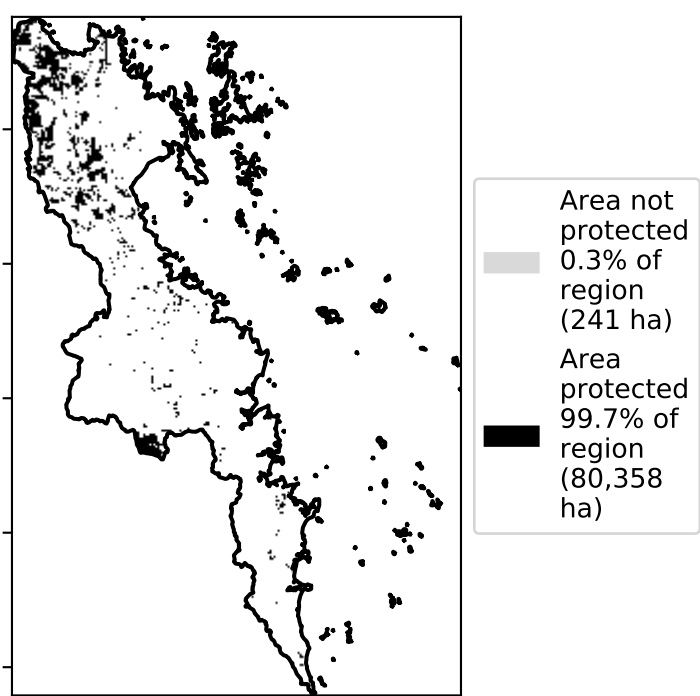 Area not
protected
0.3% of
region
(241 ha)
Area
protected
99.7% of
region
(80,358
ha)